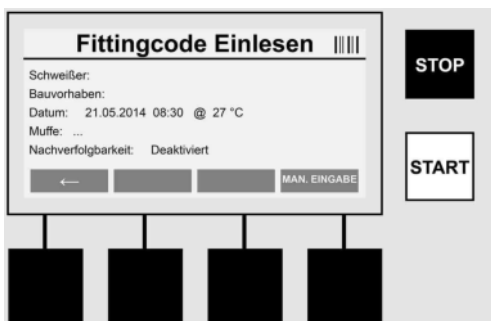 Fittingcode Einlesen
Schweißer:
Bauvorhaben:
Datum: 21.05.2014 08:30 @ 27 °C
Muffe: ...
Nachverfolgbarkeit: Deaktiviert
← MAN. EINGABE
STOP
START